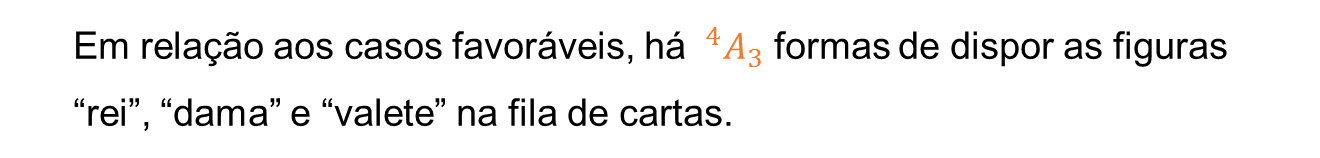 Em relação aos casos favoráveis, há ⁴A₃ formas de dispor as figuras
“rei”, “dama” e “valete” na fila de cartas.